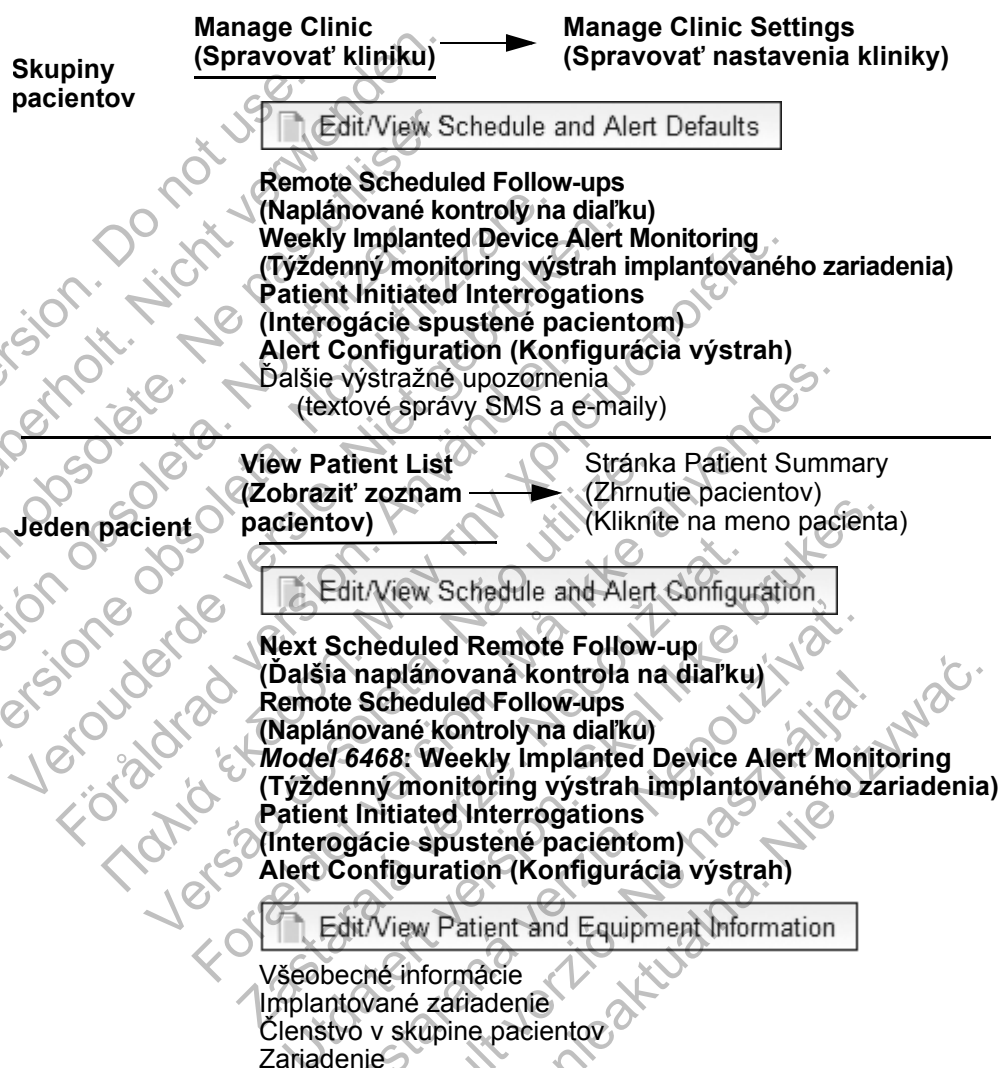 Manage Clinic
(Spravovať kliniku)
Manage Clinic Settings
(Spravovať nastavenia kliniky)
Skupiny
pacientov
Edit/View Schedule and Alert Defaults
Remote Scheduled Follow-ups
(Naplánované kontroly na diaľku)
Weekly Implanted Device Alert Monitoring
(Týždenný monitoring výstrah implantovaného zariadenia)
Patient Initiated Interrogations
(Interogácie spustené pacientom)
Alert Configuration (Konfigurácia výstrah)
Ďalšie výstražné upozornenia
(textové správy SMS a e-maily)
Jeden pacient
View Patient List
(Zobraziť zoznam
pacientov)
Stránka Patient Summary
(Zhrnutie pacientov)
(Kliknite na meno pacienta)
Edit/View Schedule and Alert Configuration
Next Scheduled Remote Follow-up
(Ďalšia naplánovaná kontrola na diaľku)
Remote Scheduled Follow-ups
(Naplánované kontroly na diaľku)
Model 6468: Weekly Implanted Device Alert Monitoring
(Týždenný monitoring výstrah implantovaného zariadenia)
Patient Initiated Interrogations
(Interogácie spustené pacientom)
Alert Configuration (Konfigurácia výstrah)
Edit/View Patient and Equipment Information
Všeobecné informácie
Implantované zariadenie
Členstvo v skupine pacientov
Zariadenie